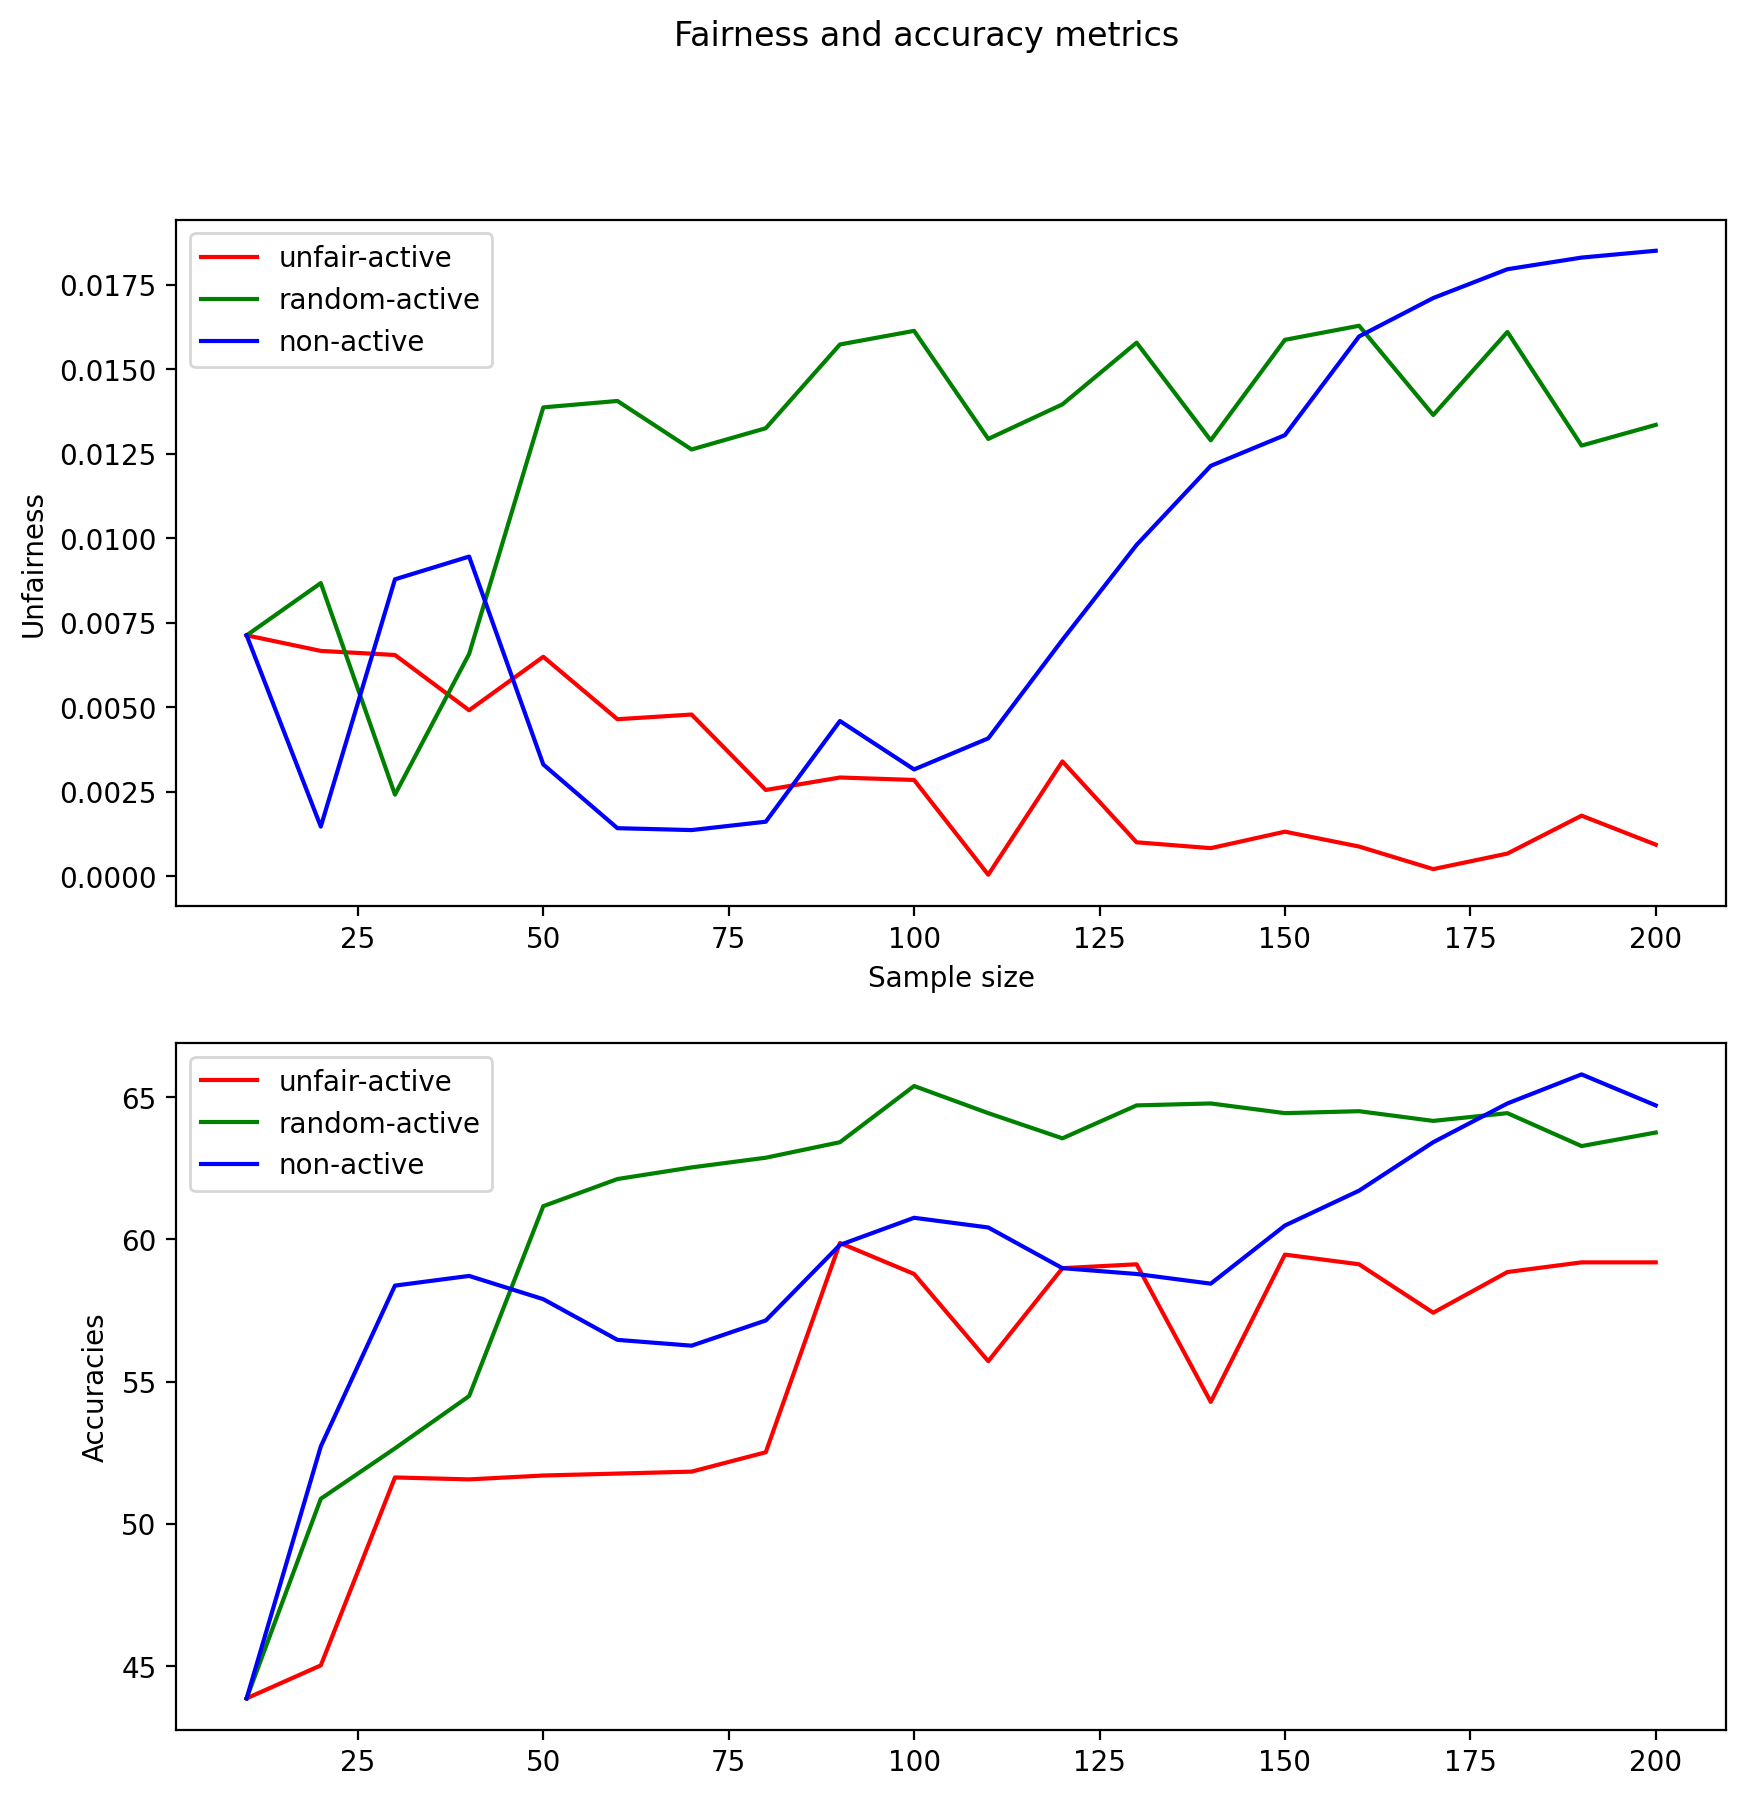 Fairness and accuracy metrics
unfair-active
random-active
non-active
0.0175
0.0150
0.0125
0.0100
0.0075
0.0050
0.0025
0.0000
Unfairness
25 50 75 100 125 150 175 200
Sample size
unfair-active
random-active
non-active
65
60
55
50
45
Accuracies
25 50 75 100 125 150 175 200